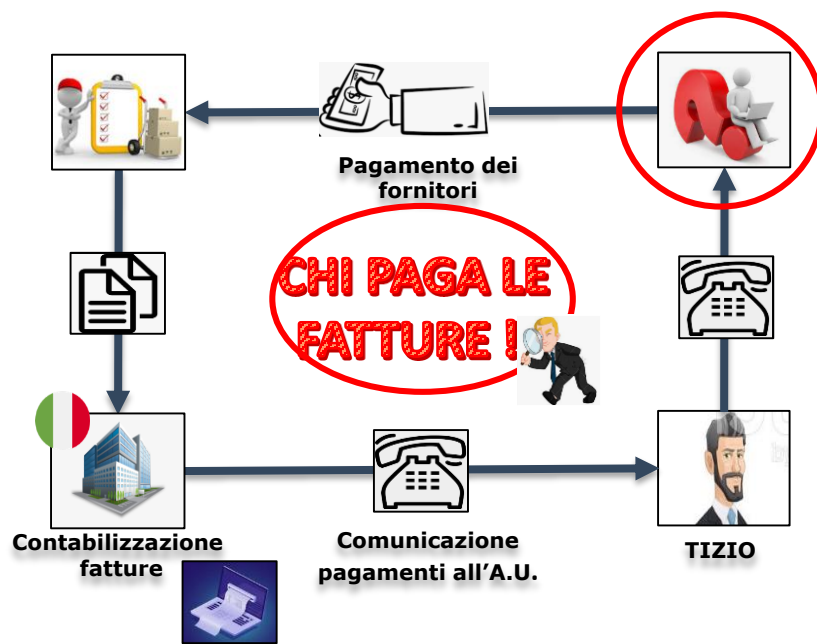 Pagamento dei
fornitori
CHI PAGA LE
FATTURE !
Contabilizzazione
fatture
Comunicazione
pagamenti all’A.U.
TIZIO